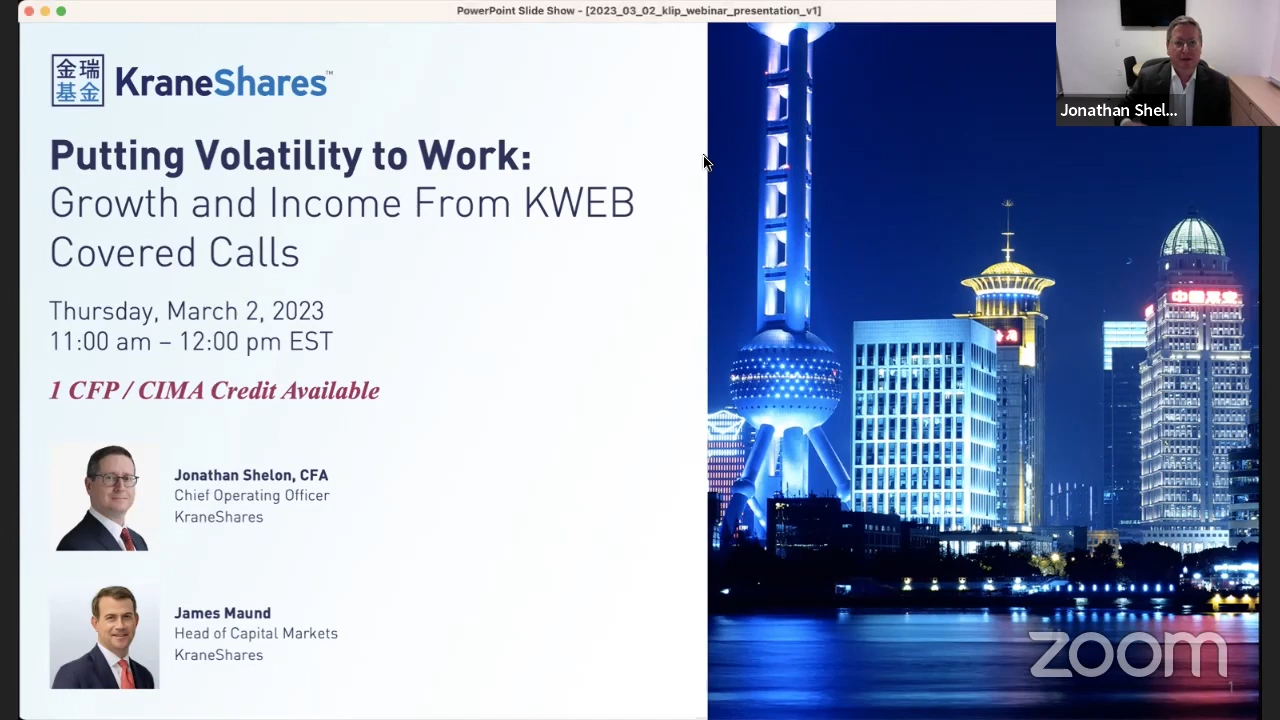 PowerPoint Slide Show - [2023_03_02_klip_webinar_presentation_v1]
Jonathan Shel...
金瑞
基金
KraneShares™
Putting Volatility to Work:
Growth and Income From KWEB
Covered Calls
Thursday, March 2, 2023
11:00 am – 12:00 pm EST
1 CFP / CIMA Credit Available
Jonathan Shelon, CFA
Chief Operating Officer
KraneShares
James Maund
Head of Capital Markets
KraneShares
zoom
1